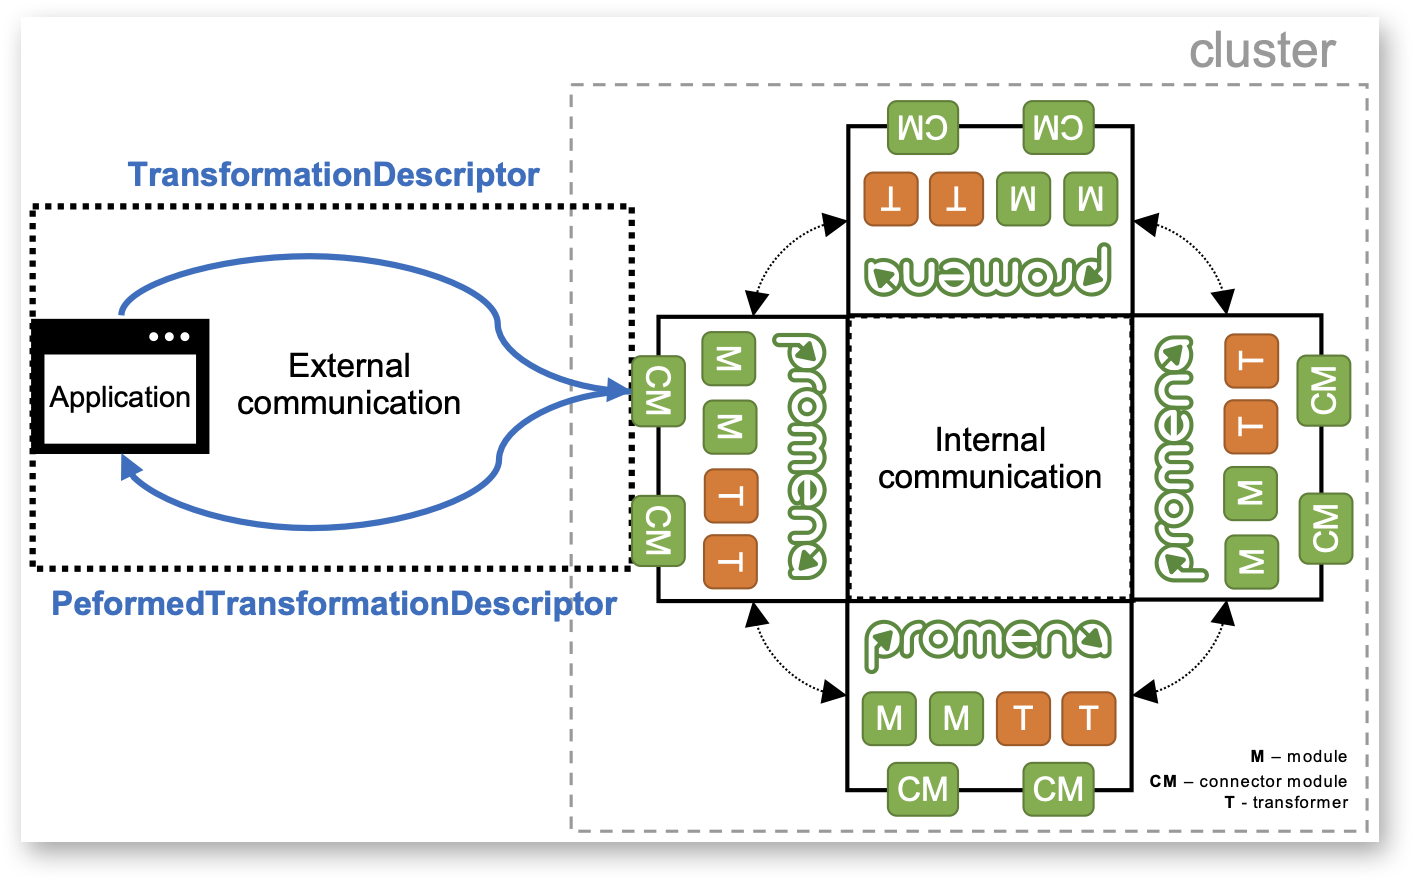 cluster
CM CM
T T M M
promena
TransformationDescriptor
Application
External
communication
CM
CM
M
M
T
T
promena
Internal
communication
promena
T
T
M
M
CM
CM
PeformedTransformationDescriptor
promena
M M T T
CM CM
M – module
CM – connector module
T - transformer